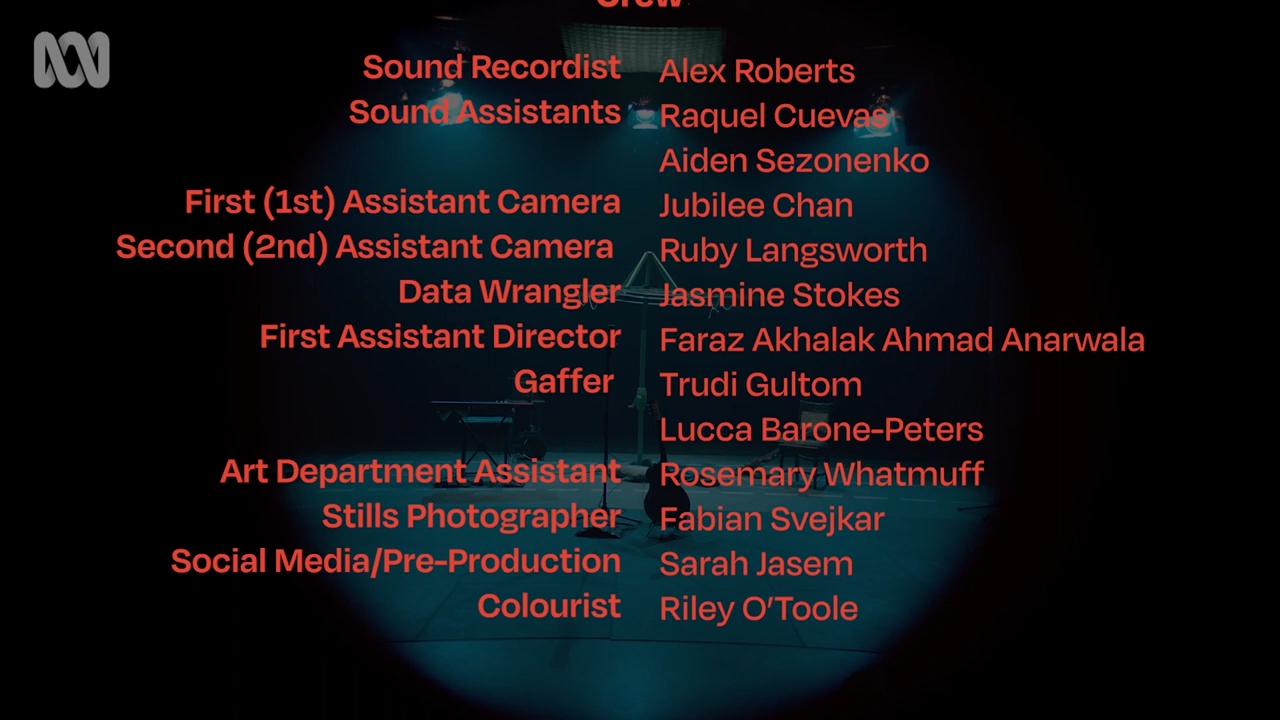 Crew
Sound Recordist Alex Roberts
Sound Assistants Raquel Cuevas
Aiden Sezonenko
First (1st) Assistant Camera Jubilee Chan
Second (2nd) Assistant Camera Ruby Langsworth
Data Wrangler Jasmine Stokes
First Assistant Director Faraz Akhalak Ahmad Anarwala
Gaffer Trudi Gultom
Lucca Barone-Peters
Art Department Assistant Rosemary Whatmuff
Stills Photographer Fabian Svejkar
Social Media/Pre-Production Sarah Jasem
Colourist Riley O’Toole